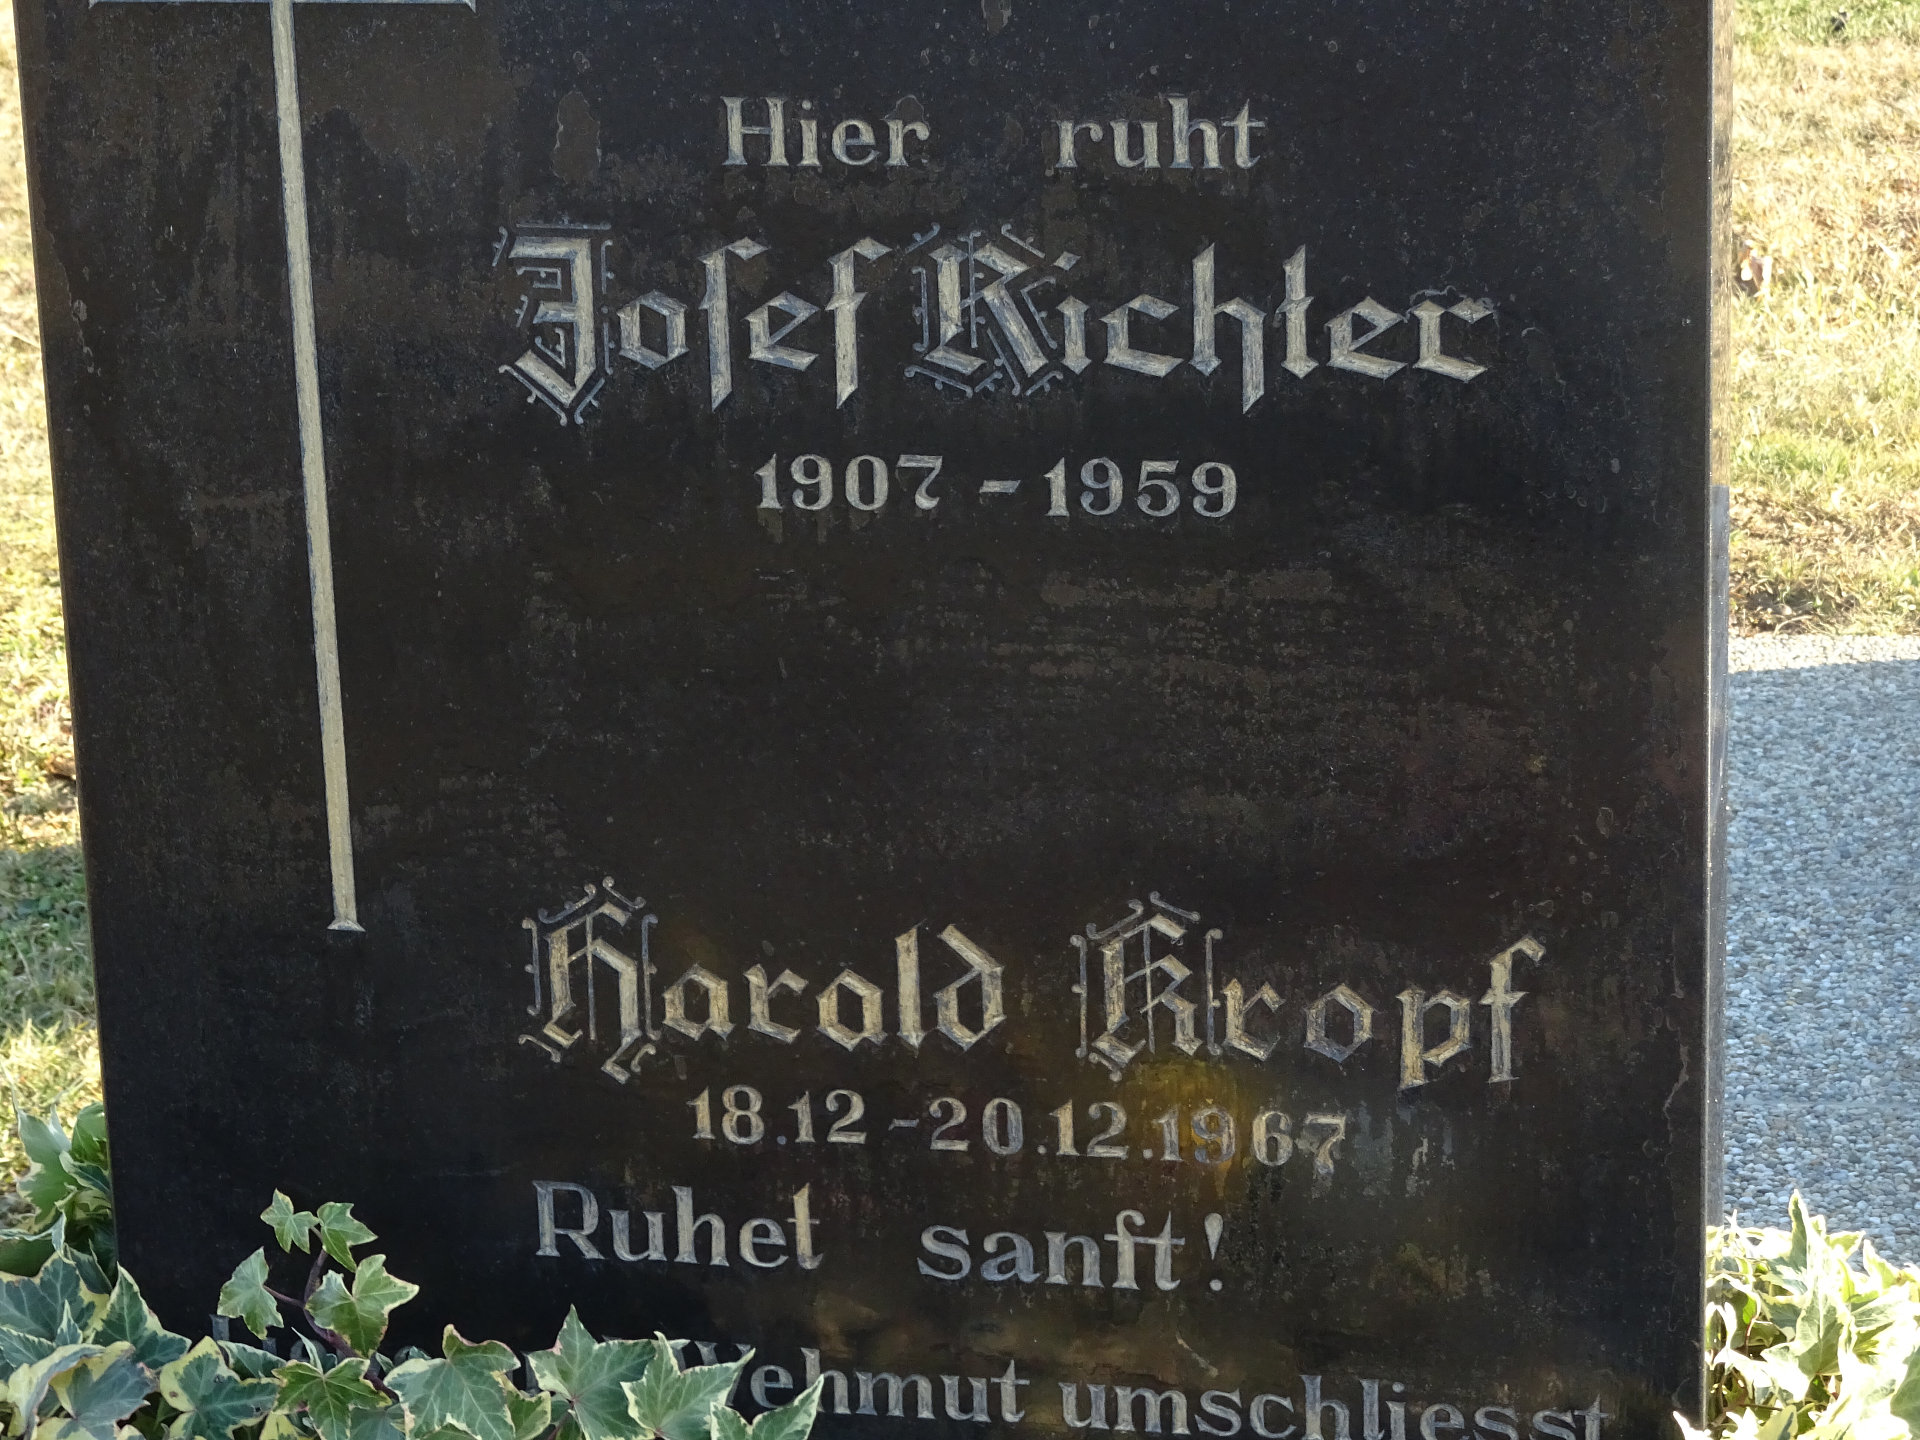 Hier ruht
Josef Richter
1907 - 1959
Harald Kropf
18.12 - 20.12.1967
Ruhet sanft!
Wehmut umschliesst